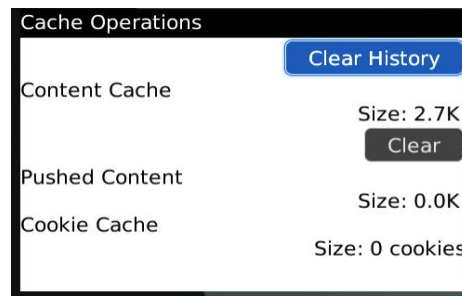 Cache Operations
Clear History
Content Cache
Size: 2.7K
Clear
Pushed Content
Size: 0.0K
Cookie Cache
Size: 0 cookies